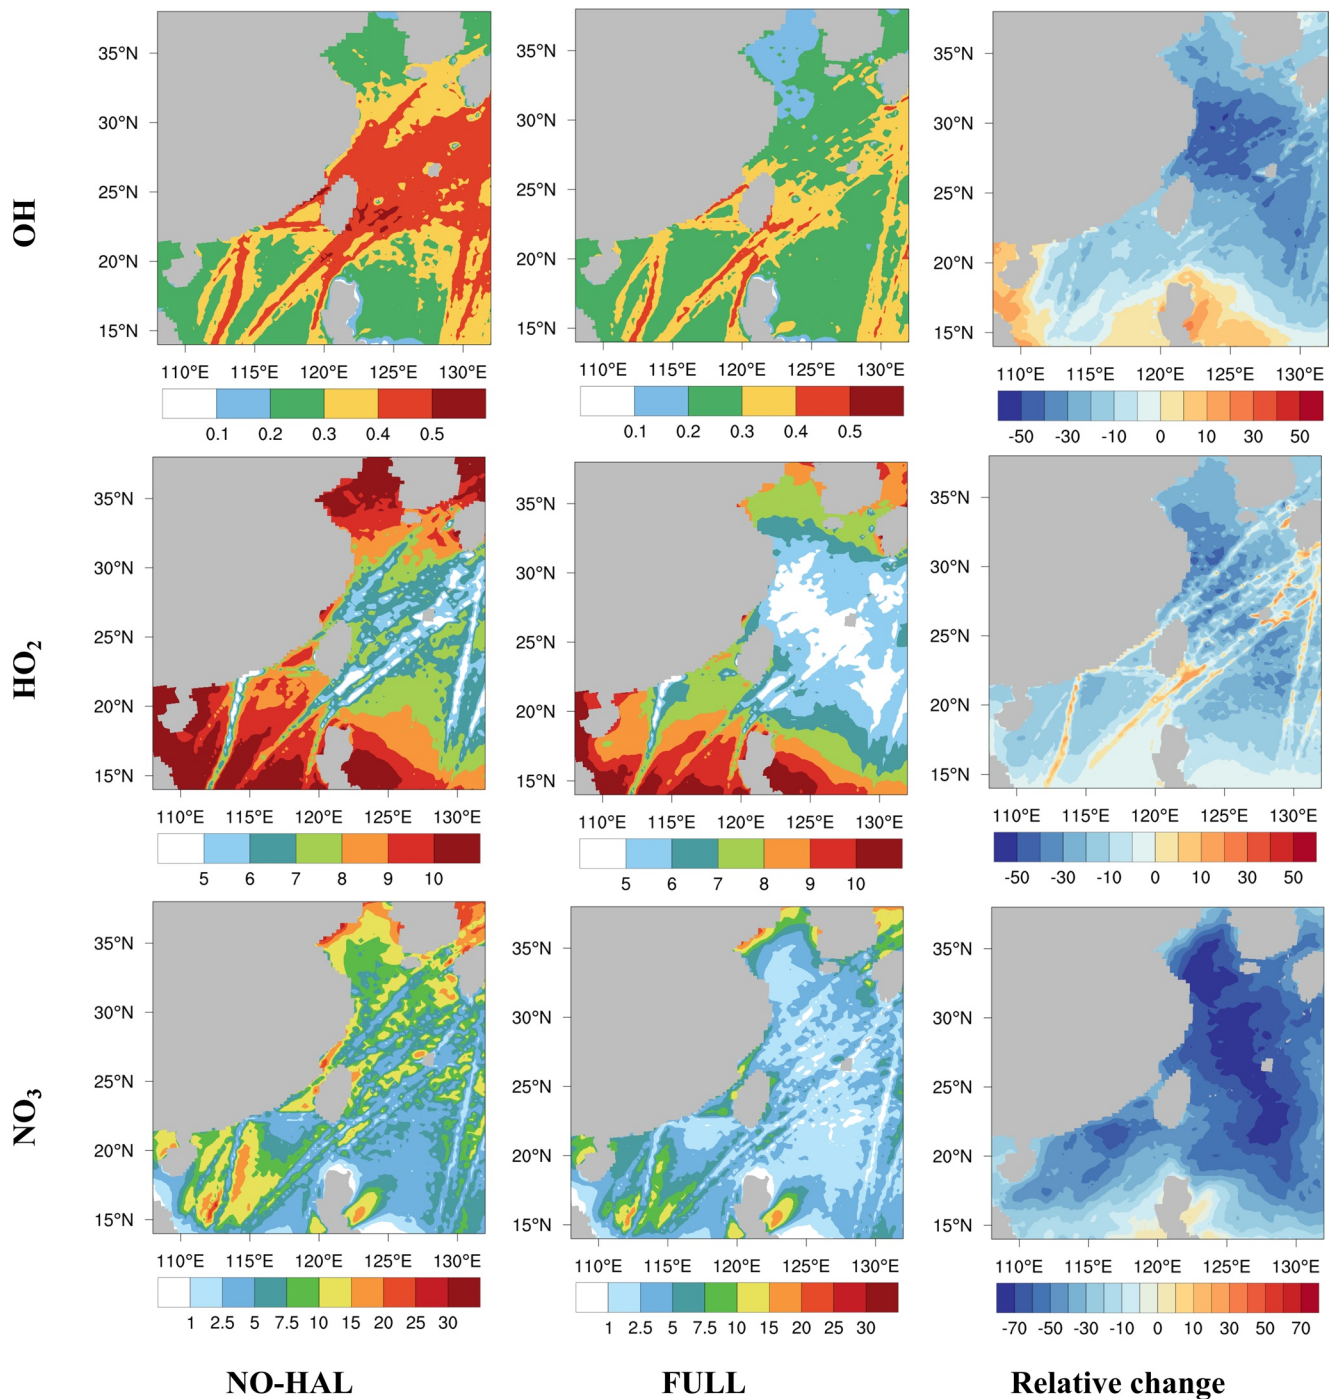 OH
35°N
30°N
25°N
20°N
15°N
110°E 115°E 120°E 125°E 130°E
0.1 0.2 0.3 0.4 0.5
35°N
30°N
25°N
20°N
15°N
110°E 115°E 120°E 125°E 130°E
0.1 0.2 0.3 0.4 0.5
35°N
30°N
25°N
20°N
15°N
110°E 115°E 120°E 125°E 130°E
-50 -30 -10 0 10 30 50
HO2
35°N
30°N
25°N
20°N
15°N
110°E 115°E 120°E 125°E 130°E
5 6 7 8 9 10
35°N
30°N
25°N
20°N
15°N
110°E 115°E 120°E 125°E 130°E
5 6 7 8 9 10
35°N
30°N
25°N
20°N
15°N
110°E 115°E 120°E 125°E 130°E
-50 -30 -10 0 10 30 50
NO3
35°N
30°N
25°N
20°N
15°N
110°E 115°E 120°E 125°E 130°E
1 2.5 5 7.5 10 15 20 25 30
35°N
30°N
25°N
20°N
15°N
110°E 115°E 120°E 125°E 130°E
1 2.5 5 7.5 10 15 20 25 30
35°N
30°N
25°N
20°N
15°N
110°E 115°E 120°E 125°E 130°E
-70 -50 -30 -10 0 10 30 50 70
NO-HAL FULL Relative change